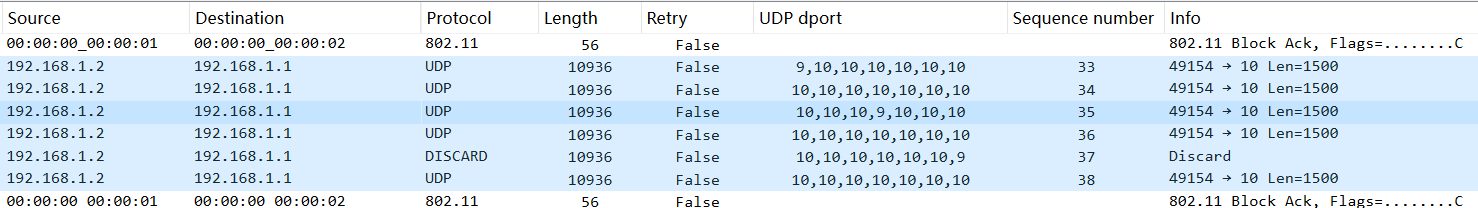 Source Destination Protocol Length Retry UDP dport Sequence number Info
00:00:00_00:00:01 00:00:00_00:00:02 802.11 56 False 802.11 Block Ack, Flags=........C
192.168.1.2 192.168.1.1 UDP 10936 False 9,10,10,10,10,10,10 33 49154 → 10 Len=1500
192.168.1.2 192.168.1.1 UDP 10936 False 10,10,10,10,10,10,10 34 49154 → 10 Len=1500
192.168.1.2 192.168.1.1 UDP 10936 False 10,10,10,9,10,10,10 35 49154 → 10 Len=1500
192.168.1.2 192.168.1.1 UDP 10936 False 10,10,10,10,10,10,10 36 49154 → 10 Len=1500
192.168.1.2 192.168.1.1 DISCARD 10936 False 10,10,10,10,10,10,9 37 Discard
192.168.1.2 192.168.1.1 UDP 10936 False 10,10,10,10,10,10,10 38 49154 → 10 Len=1500
00:00:00 00:00:01 00:00:00 00:00:02 802.11 56 False 802.11 Block Ack, Flags=........C